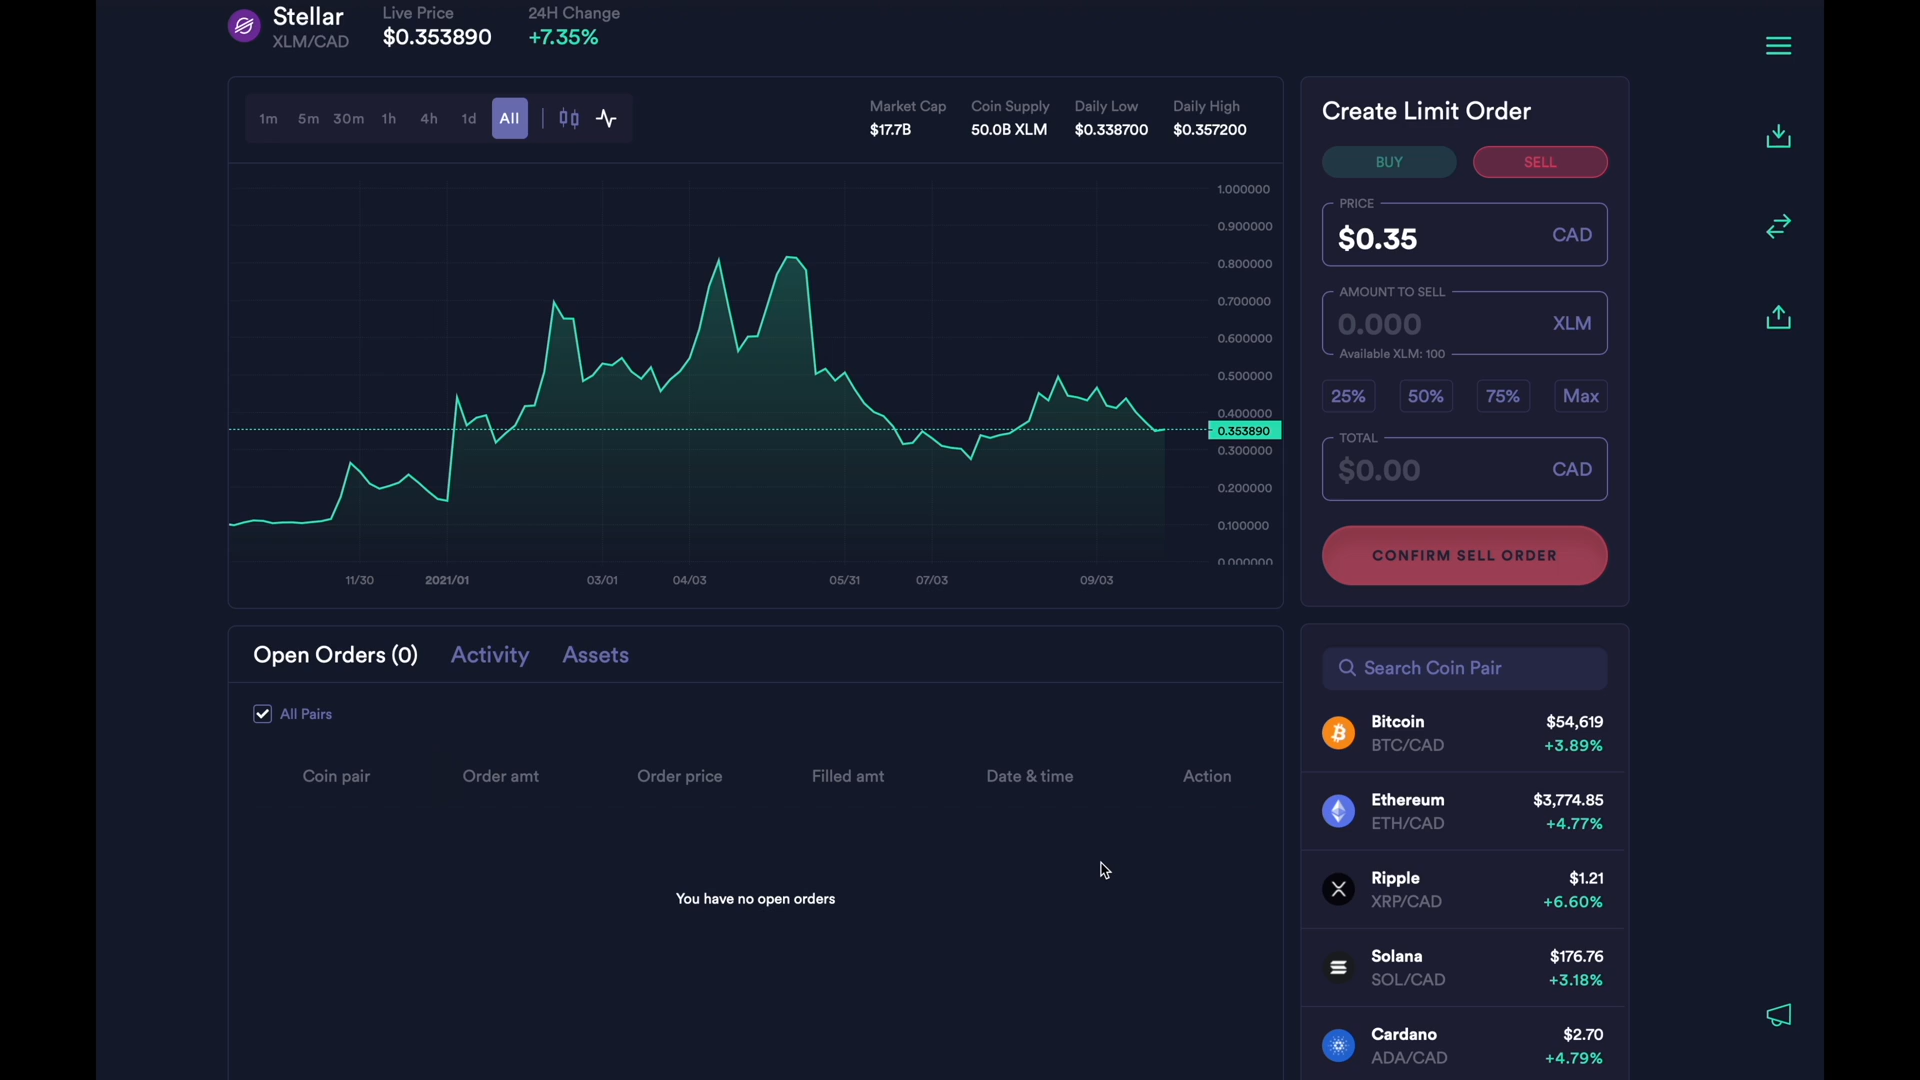 Stellar
XLM/CAD
Live Price
$0.353890
24H Change
+7.35%
1m 5m 30m 1h 4h 1d All
Market Cap
$17.7B
Coin Supply
50.0B XLM
Daily Low
$0.338700
Daily High
$0.357200
1.000000
0.900000
0.800000
0.700000
0.600000
0.500000
0.400000
0.353890
0.300000
0.200000
0.100000
0.000000
11/30 2021/01 03/01 04/03 05/31 07/03 09/03
Create Limit Order
BUY SELL
PRICE
$0.35 CAD
AMOUNT TO SELL
0.000 XLM
Available XLM: 100
25% 50% 75% Max
TOTAL
$0.00 CAD
CONFIRM SELL ORDER
Open Orders (0) Activity Assets
All Pairs
Coin pair Order amt Order price Filled amt Date & time Action
You have no open orders
Search Coin Pair
Bitcoin $54,619
BTC/CAD +3.89%
Ethereum $3,774.85
ETH/CAD +4.77%
Ripple $1.21
XRP/CAD +6.60%
Solana $176.76
SOL/CAD +3.18%
Cardano $2.70
ADA/CAD +4.79%